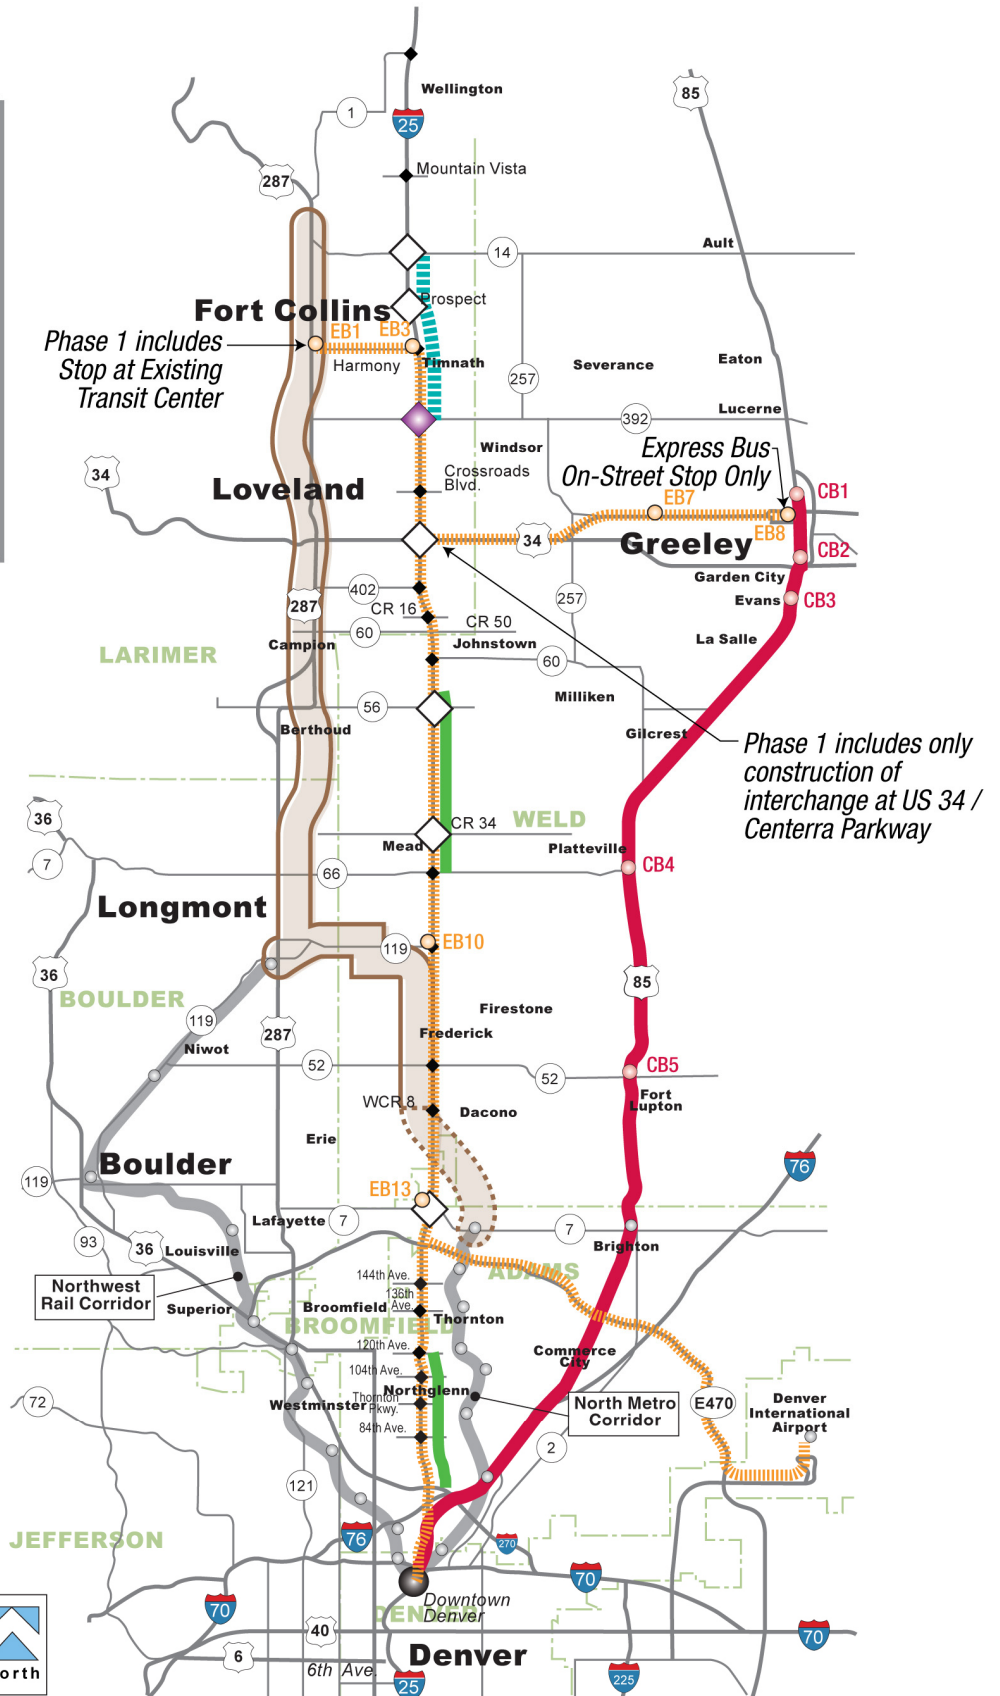 Wellington
85
1
25
Mountain Vista
287
14
Ault
Prospect
Fort Collins
EB1
EB3
Phase 1 includes
Stop at Existing
Transit Center
Harmony
Timnath
Severance
Eaton
257
Lucerne
392
Windsor
Express Bus
On-Street Stop Only
34
Crossroads
Blvd.
Loveland
EB7
CB1
EB8
34
Greeley
CB2
Garden City
402
287
CR 16
257
Evans
CB3
CR 50
60
Campion
Johnstown
La Salle
LARIMER
60
Milliken
56
Berthoud
Gilcrest
Phase 1 includes only
construction of
interchange at US 34 /
Centerra Parkway
36
CR 34
WELD
Mead
Platteville
7
66
CB4
Longmont
119
EB10
36
85
BOULDER
Firestone
119
287
Frederick
Niwot
52
52
CB5
Fort
Lupton
WCR 8
Dacono
Erie
Boulder
76
119
EB13
Lafayette
7
7
93
36
Louisville
Brighton
Northwest
Rail Corridor
144th Ave.
ADAMS
136th
Ave.
Superior
Broomfield
Thornton
BROOMFIELD
120th Ave.
Commerce
City
104th Ave.
Northglenn
72
Westminster
Thornton
Pkwy.
North Metro
Corridor
E470
Denver
International
Airport
84th Ave.
2
121
JEFFERSON
76
270
70
70
Downtown
Denver
DENVER
40
70
6
6th Ave.
Denver
25
225
orth